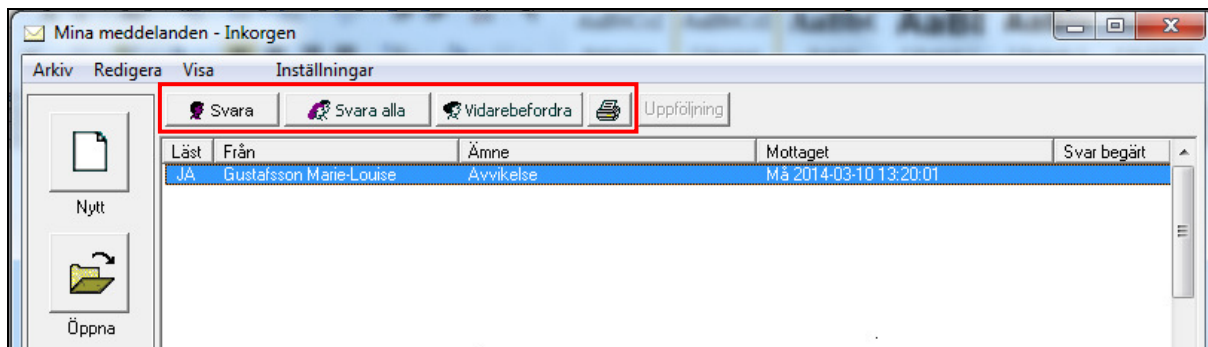 Mina meddelanden - Inkorgen
Arkiv Redigera Visa Inställningar
Svara Svara alla Vidarebefordra Uppföljning
Läst Från Ämne Mottaget Svar begärt
JA Gustafsson Marie-Louise Avvikelse Må 2014-03-10 13:20:01
Nytt
Öppna